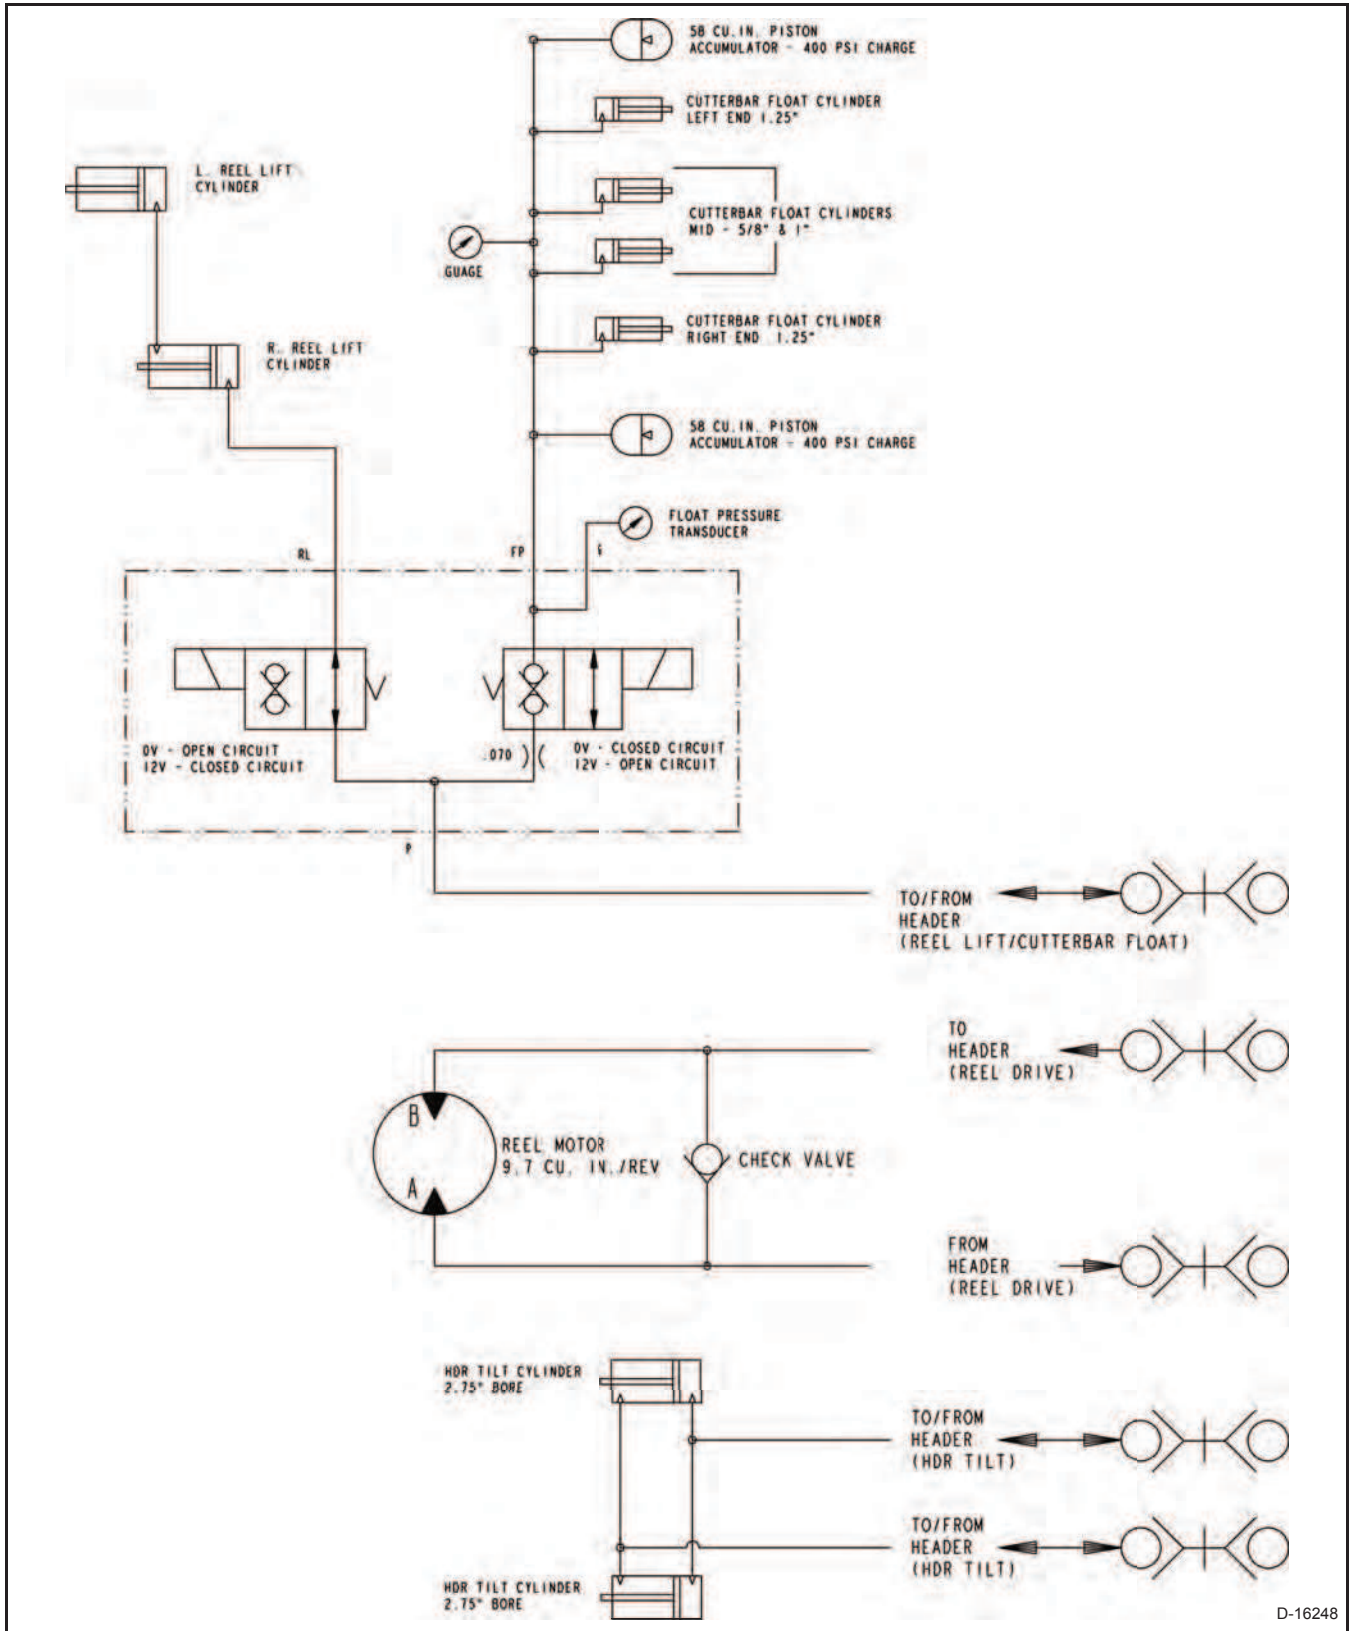 58 CU.IN. PISTON
ACCUMULATOR - 400 PSI CHARGE
CUTTERBAR FLOAT CYLINDER
LEFT END 1.25"
L. REEL LIFT
CYLINDER
CUTTERBAR FLOAT CYLINDERS
MID - 5/8" & 1"
GUAGE
CUTTERBAR FLOAT CYLINDER
RIGHT END 1.25"
R. REEL LIFT
CYLINDER
58 CU.IN. PISTON
ACCUMULATOR - 400 PSI CHARGE
FLOAT PRESSURE
TRANSDUCER
RL
FP
G
0V - OPEN CIRCUIT
12V - CLOSED CIRCUIT
.070
0V - CLOSED CIRCUIT
12V - OPEN CIRCUIT
P
TO/FROM
HEADER
(REEL LIFT/CUTTERBAR FLOAT)
TO
HEADER
(REEL DRIVE)
B
REEL MOTOR
9.7 CU. IN./REV
A
CHECK VALVE
FROM
HEADER
(REEL DRIVE)
HDR TILT CYLINDER
2.75" BORE
TO/FROM
HEADER
(HDR TILT)
TO/FROM
HEADER
(HDR TILT)
HDR TILT CYLINDER
2.75" BORE
D-16248